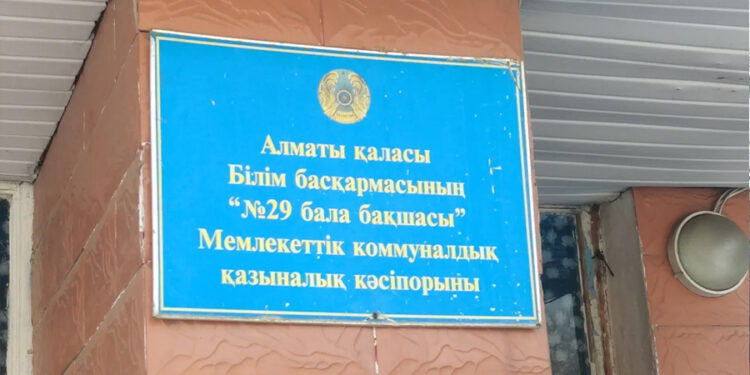 Алматы қаласы
Білім басқармасының
“№29 бала бақшасы”
Мемлекеттік коммуналдық
қазыналық кәсіпорыны